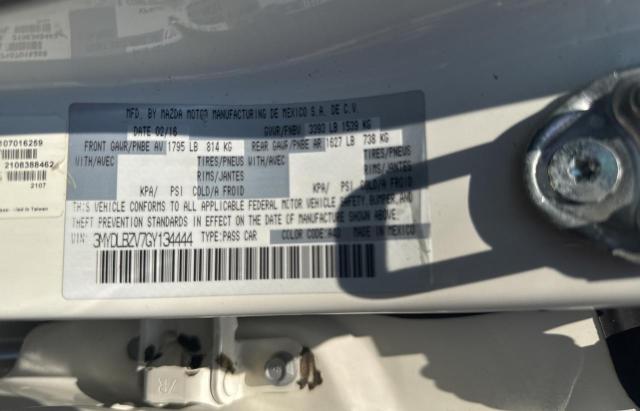 MFD. BY MAZDA MOTOR MANUFACTURING DE MEXICO S.A. DE C.V.
DATE 02/16 GVWR/PNBV 3393 LB 1539 KG
FRONT GAWR/PNBE AV 1795 LB 814 KG REAR GAWR/PNBE AR 1627 LB 738 KG
WITH/AVEC TIRES/PNEUS WITH/AVEC TIRES/PNEUS
RIMS/JANTES RIMS/JANTES
KPA/ PSI COLD/A FROID KPA/ PSI COLD/A FROID
THIS VEHICLE CONFORMS TO ALL APPLICABLE FEDERAL MOTOR VEHICLE SAFETY, BUMPER, AND
THEFT PREVENTION STANDARDS IN EFFECT ON THE DATE OF MANUFACTURE SHOWN ABOVE.
VIN: 3MYDLBZV7GY134444 TYPE:PASS CAR COLOR CODE: A4D MADE IN MEXICO
107016259
2108388462
2107
in Taiwan